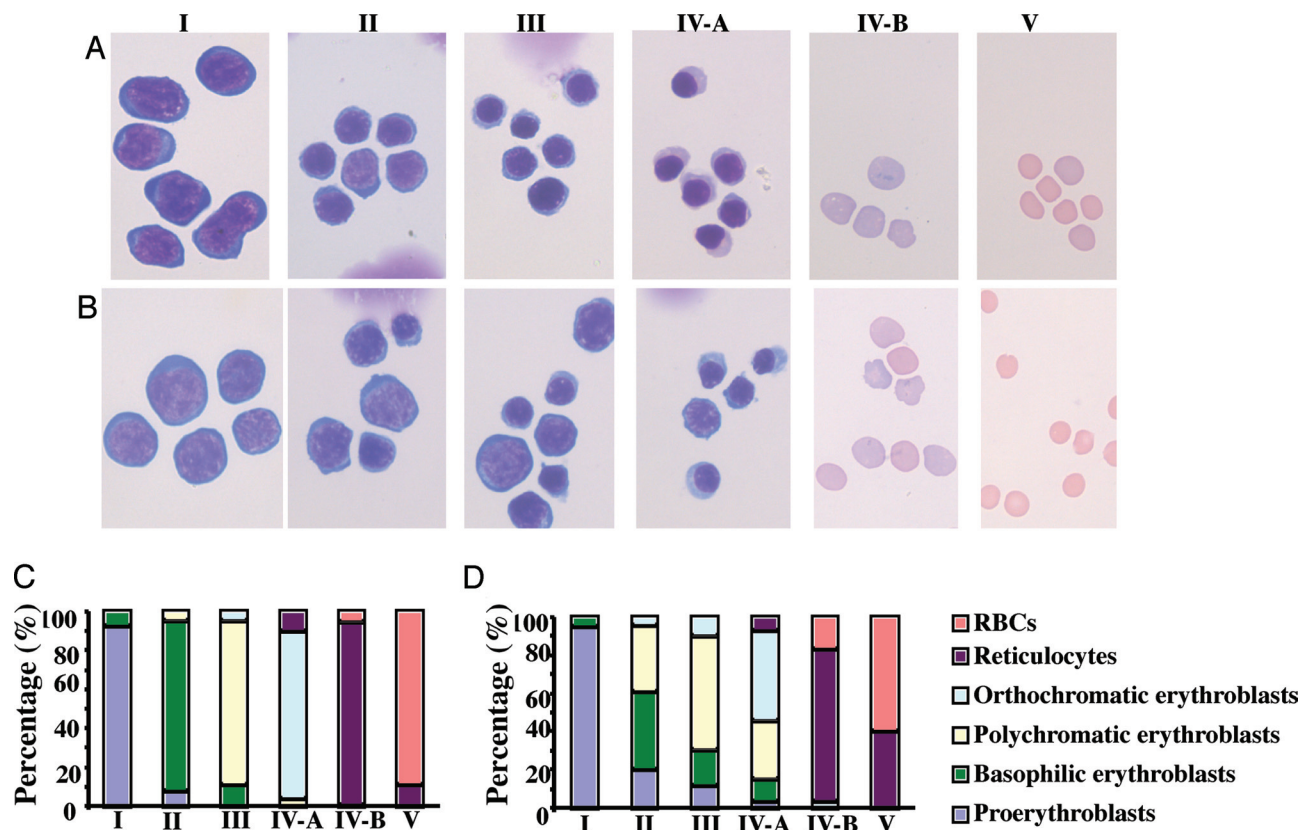 I II III IV-A IV-B V
A
B
C
D
Percentage (%)
100
80
60
40
20
0
I II III IV-A IV-B V
Percentage (%)
100
80
60
40
20
0
I II III IV-A IV-B V
RBCs
Reticulocytes
Orthochromatic erythroblasts
Polychromatic erythroblasts
Basophilic erythroblasts
Proerythroblasts